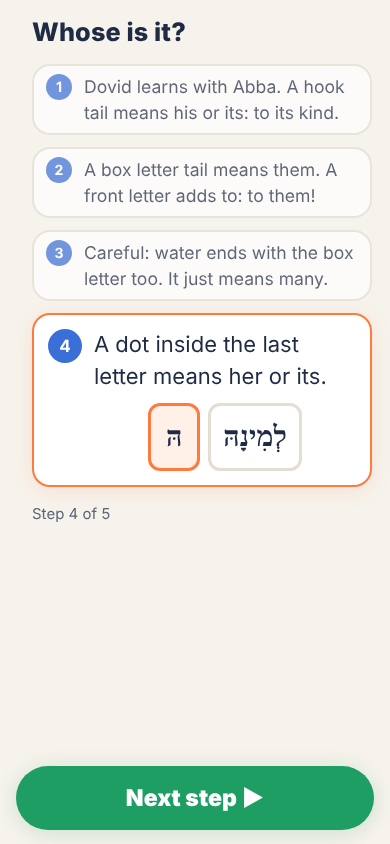 Whose is it?
1 Dovid learns with Abba. A hook
tail means his or its: to its kind.
2 A box letter tail means them. A
front letter adds to: to them!
3 Careful: water ends with the box
letter too. It just means many.
4 A dot inside the last
letter means her or its.
לְמִינָהּ הּ
Step 4 of 5
Next step ▶